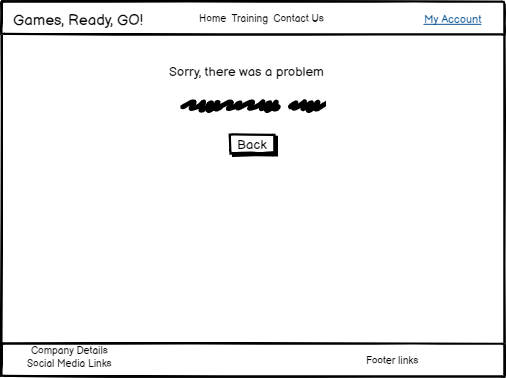 Games, Ready, GO!
Home Training Contact Us
My Account
Sorry, there was a problem
Back
Company Details
Social Media Links
Footer links